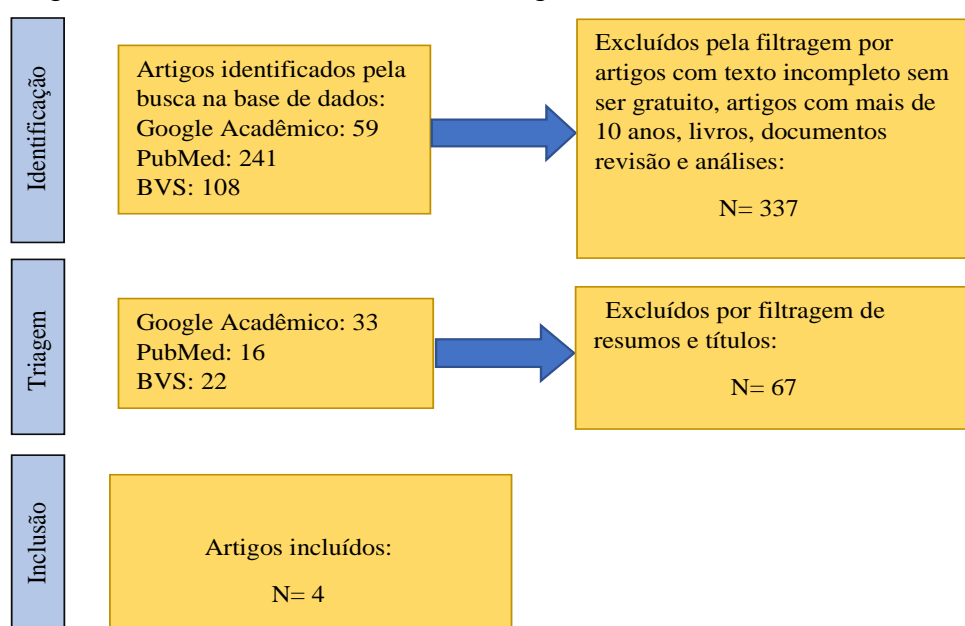 Identificação
Artigos identificados pela
busca na base de dados:
Google Acadêmico: 59
PubMed: 241
BVS: 108
Excluídos pela filtragem por
artigos com texto incompleto sem
ser gratuito, artigos com mais de
10 anos, livros, documentos
revisão e análises:
N= 337
Triagem
Google Acadêmico: 33
PubMed: 16
BVS: 22
Excluídos por filtragem de
resumos e títulos:
N= 67
Inclusão
Artigos incluídos:
N= 4